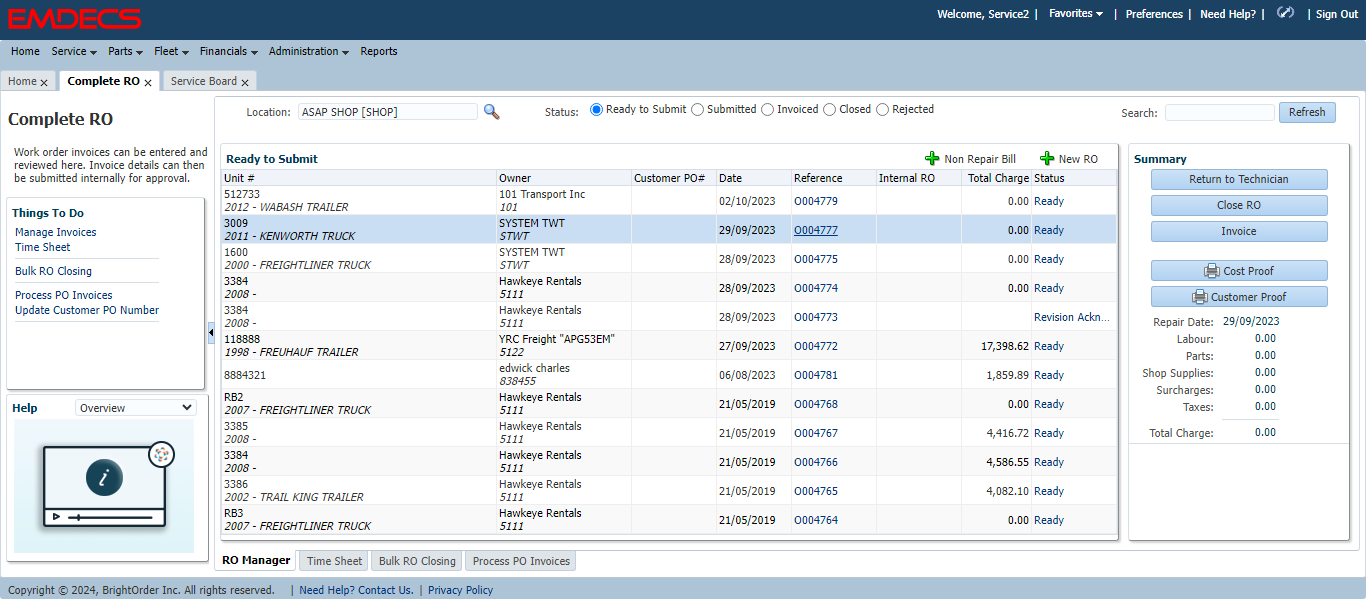 EMDECS
Welcome, Service2 | Favorites | Preferences | Need Help? | | Sign Out
Home Service Parts Fleet Financials Administration Reports
Home x Complete RO x Service Board x
Complete RO
Work order invoices can be entered and
reviewed here. Invoice details can then
be submitted internally for approval.
Things To Do
Manage Invoices
Time Sheet
Bulk RO Closing
Process PO Invoices
Update Customer PO Number
Help Overview
i
Location: ASAP SHOP [SHOP] Status: Ready to Submit Submitted Invoiced Closed Rejected Search: Refresh
Ready to Submit Non Repair Bill New RO
Unit # Owner Customer PO# Date Reference Internal RO Total Charge Status
512733 101 Transport Inc 02/10/2023 O004779 0.00 Ready
2012 - WABASH TRAILER 101
3009 SYSTEM TWT 29/09/2023 O004777 0.00 Ready
2011 - KENWORTH TRUCK STWT
1600 SYSTEM TWT 28/09/2023 O004775 0.00 Ready
2000 - FREIGHTLINER TRUCK STWT
3384 Hawkeye Rentals 28/09/2023 O004774 0.00 Ready
2008 - 5111
3384 Hawkeye Rentals 28/09/2023 O004773 Revision Ackn...
2008 - 5111
118888 YRC Freight "APG53EM" 27/09/2023 O004772 17,398.62 Ready
1998 - FREUHAUF TRAILER 5122
8884321 edwick charles 06/08/2023 O004781 1,859.89 Ready
838455
RB2 Hawkeye Rentals 21/05/2019 O004768 0.00 Ready
2007 - FREIGHTLINER TRUCK 5111
3385 Hawkeye Rentals 21/05/2019 O004767 4,416.72 Ready
2008 - 5111
3384 Hawkeye Rentals 21/05/2019 O004766 4,586.55 Ready
2008 - 5111
3386 Hawkeye Rentals 21/05/2019 O004765 4,082.10 Ready
2002 - TRAIL KING TRAILER 5111
RB3 Hawkeye Rentals 21/05/2019 O004764 0.00 Ready
2007 - FREIGHTLINER TRUCK 5111
Summary
Return to Technician
Close RO
Invoice
Cost Proof
Customer Proof
Repair Date: 29/09/2023
Labour: 0.00
Parts: 0.00
Shop Supplies: 0.00
Surcharges: 0.00
Taxes: 0.00
Total Charge: 0.00
RO Manager Time Sheet Bulk RO Closing Process PO Invoices
Copyright © 2024, BrightOrder Inc. All rights reserved. | Need Help? Contact Us. | Privacy Policy